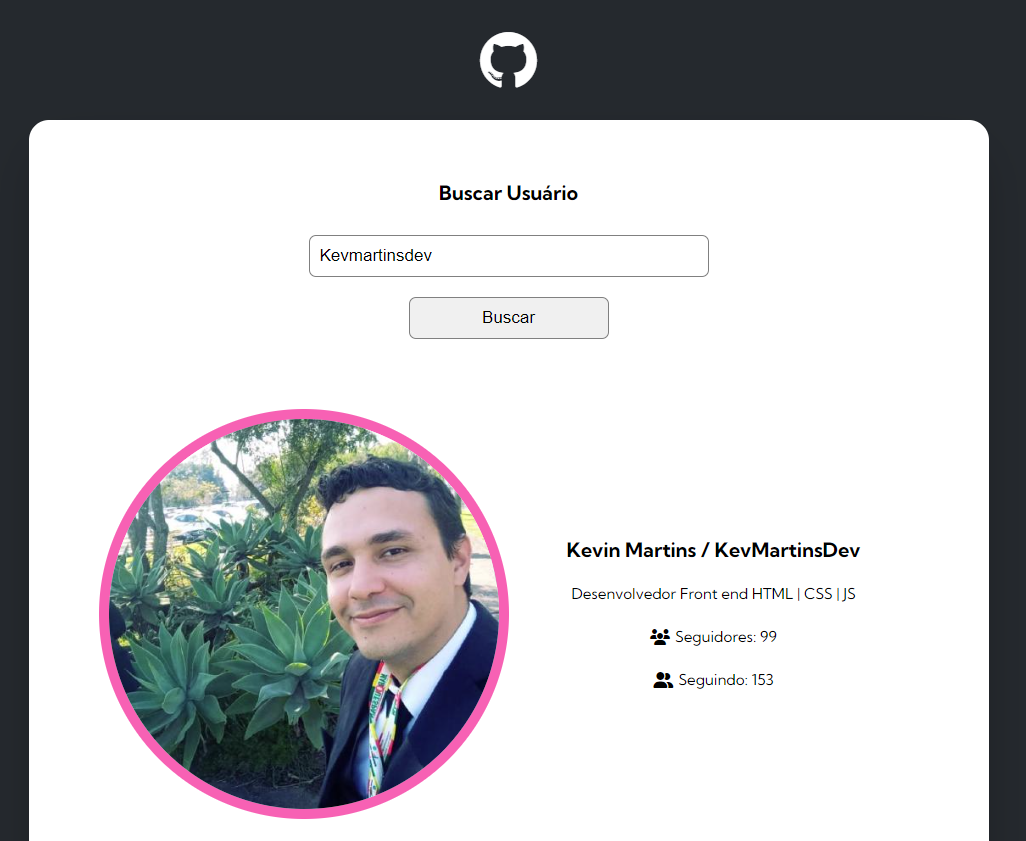 Buscar Usuário
Kevmartinsdev
Buscar
Kevin Martins / KevMartinsDev
Desenvolvedor Front end HTML | CSS | JS
Seguidores: 99
Seguindo: 153